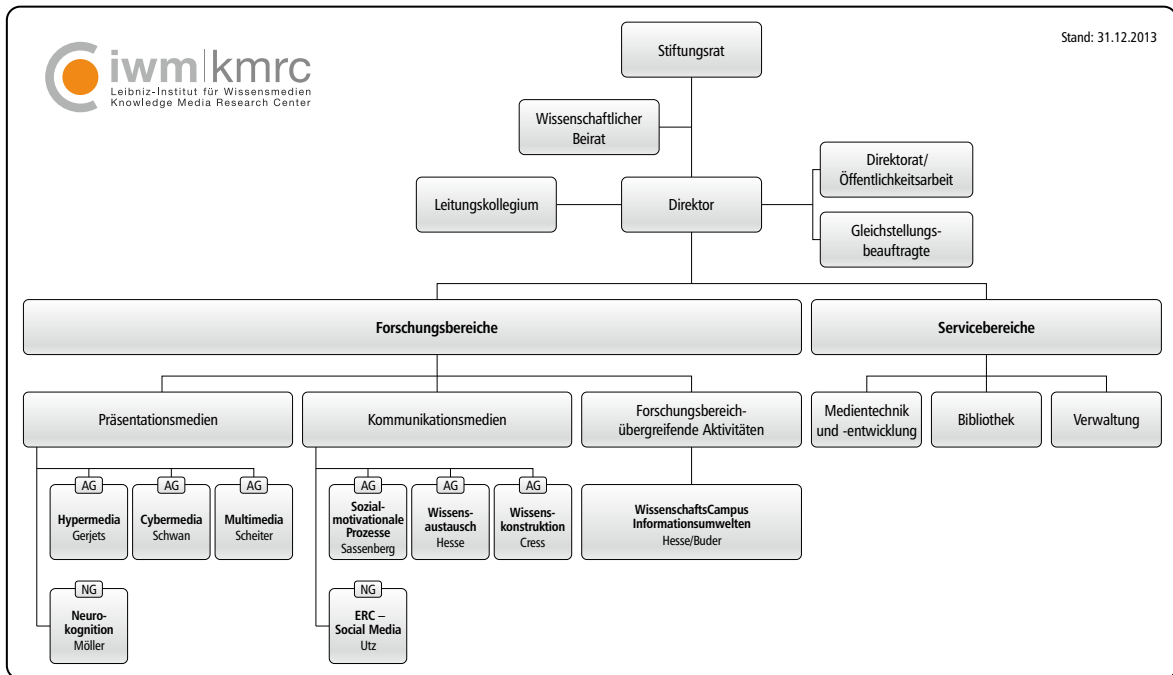 iwm|kmrc
Leibniz-Institut für Wissensmedien
Knowledge Media Research Center
Stand: 31.12.2013
Stiftungsrat
Wissenschaftlicher
Beirat
Leitungskollegium
Direktor
Direktorat/
Öffentlichkeitsarbeit
Gleichstellungs-
beauftragte
Forschungsbereiche
Servicebereiche
Präsentationsmedien
Kommunikationsmedien
Forschungsbereich-
übergreifende Aktivitäten
Medientechnik
und -entwicklung
Bibliothek
Verwaltung
AG
Hypermedia
Gerjets
AG
Cybermedia
Schwan
AG
Multimedia
Scheiter
AG
Sozial-
motivationale
Prozesse
Sassenberg
AG
Wissens-
austausch
Hesse
AG
Wissens-
konstruktion
Cress
WissenschaftsCampus
Informationsumwelten
Hesse/Buder
NG
Neuro-
kognition
Möller
NG
ERC –
Social Media
Utz